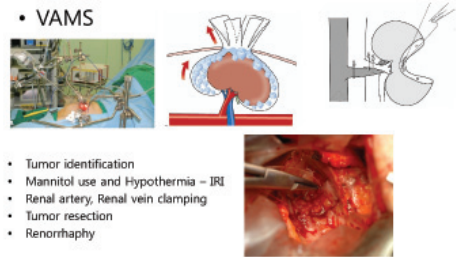 • VAMS
• Tumor identification
• Mannitol use and Hypothermia – IRI
• Renal artery, Renal vein clamping
• Tumor resection
• Renorrhaphy